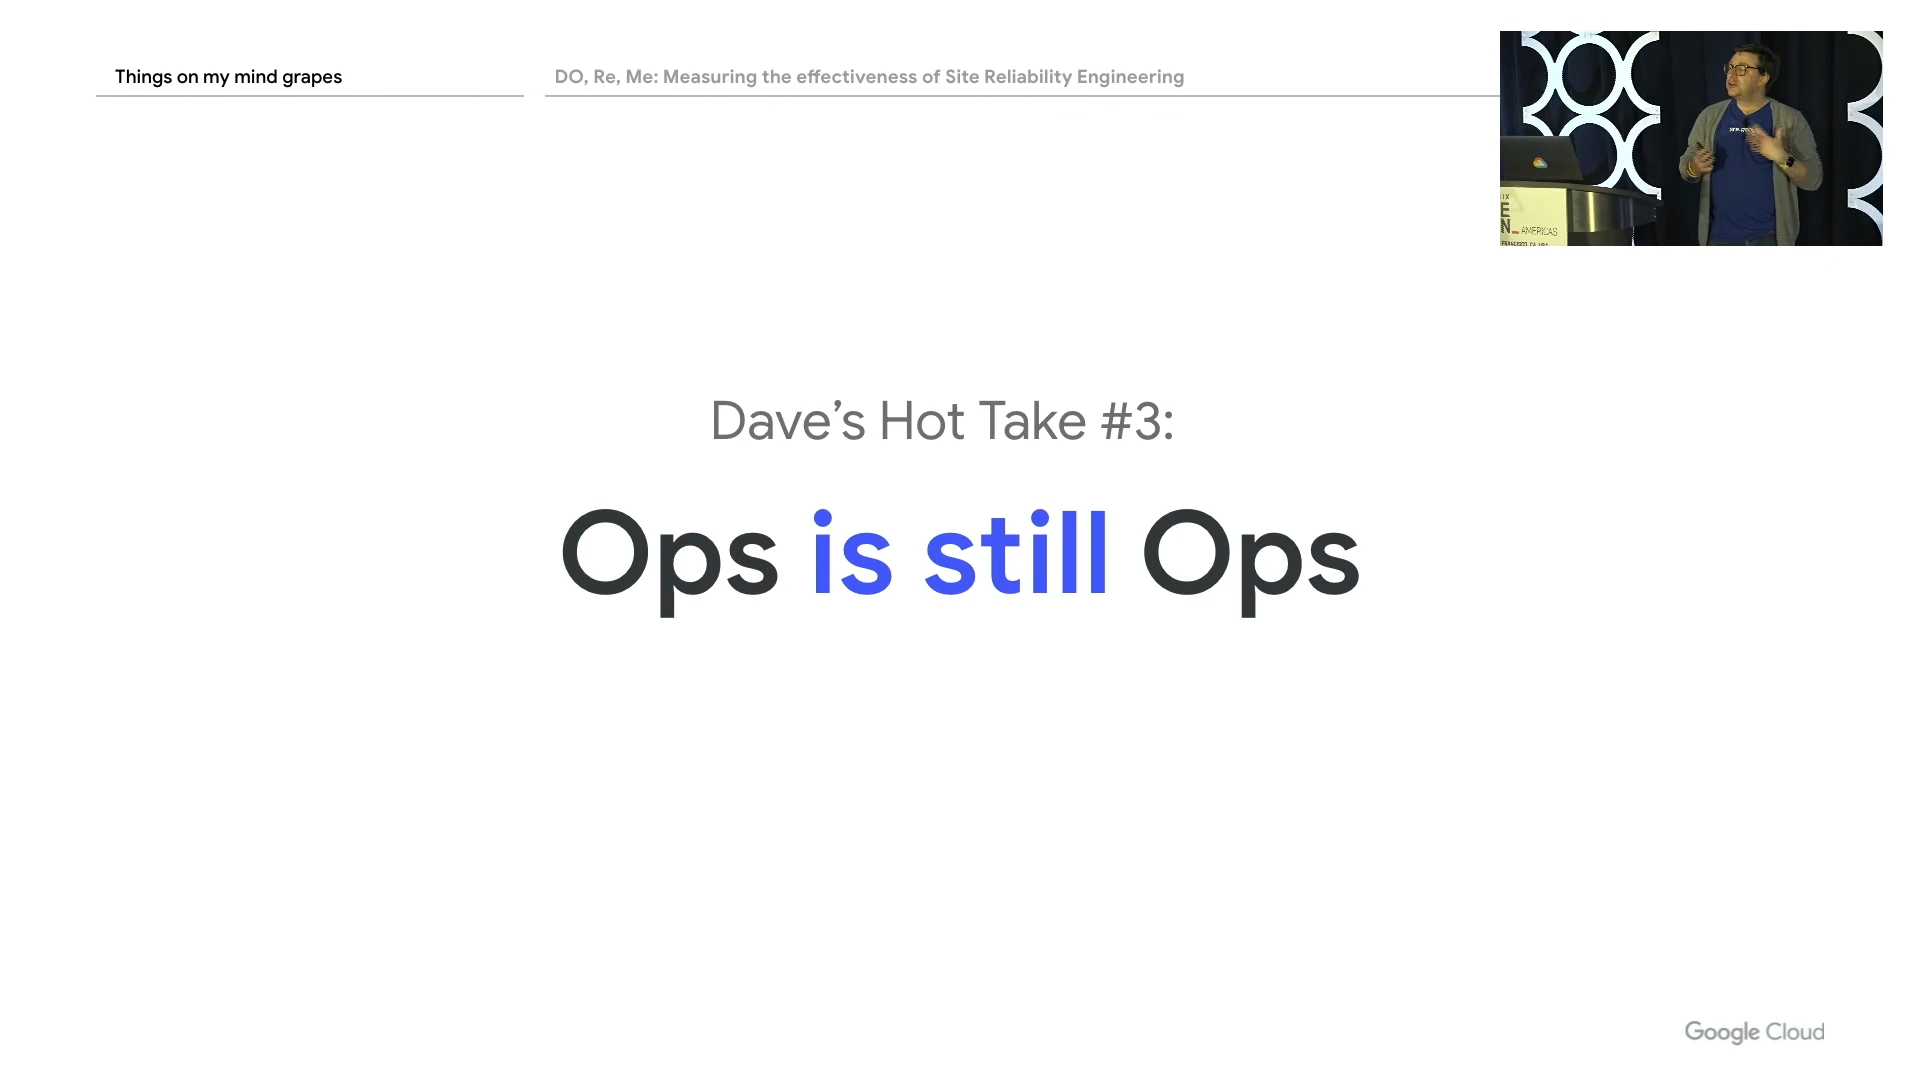 Things on my mind grapes
DO, Re, Me: Measuring the effectiveness of Site Reliability Engineering
AMERICAS
Dave’s Hot Take #3:
Ops is still Ops
Google Cloud